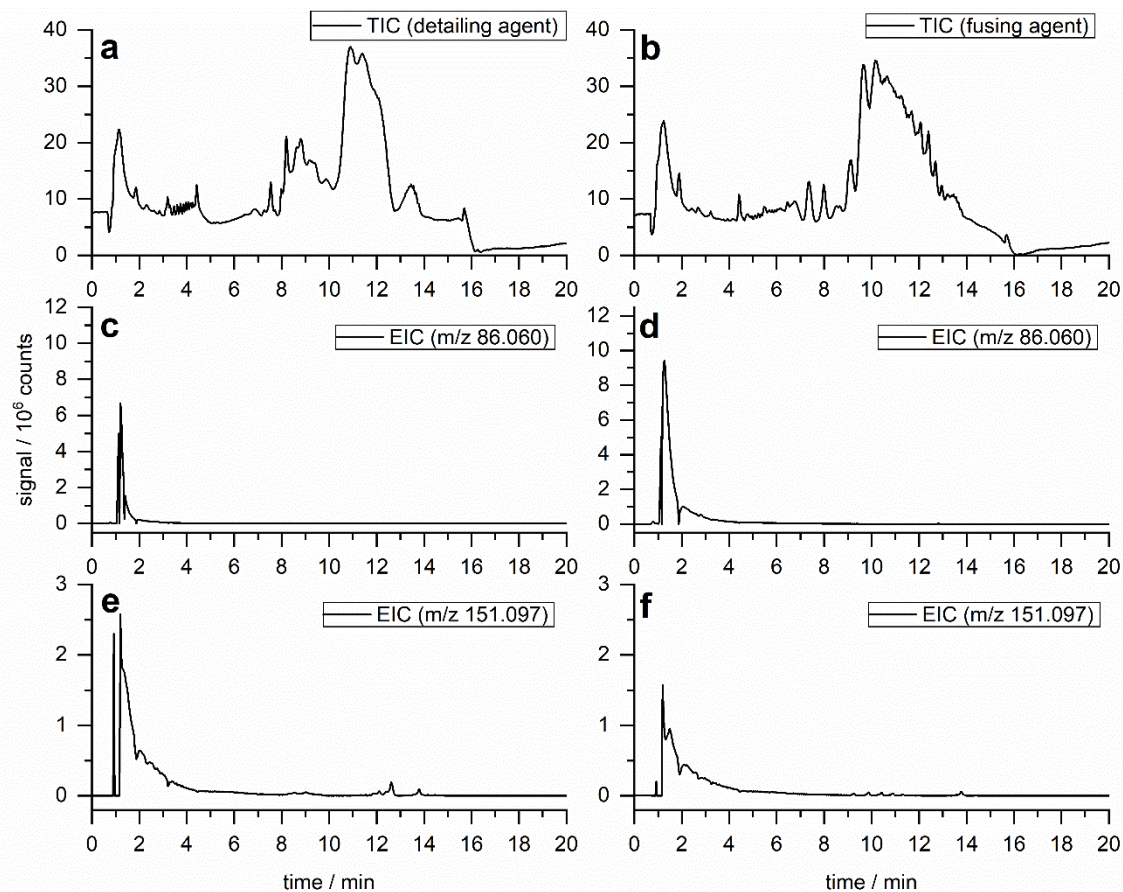 a
TIC (detailing agent)
40
30
20
10
0
0 2 4 6 8 10 12 14 16 18 20
b
TIC (fusing agent)
40
30
20
10
0
0 2 4 6 8 10 12 14 16 18 20
signal / 10⁶ counts
c
EIC (m/z 86.060)
12
10
8
6
4
2
0
0 2 4 6 8 10 12 14 16 18 20
d
EIC (m/z 86.060)
12
10
8
6
4
2
0
0 2 4 6 8 10 12 14 16 18 20
e
EIC (m/z 151.097)
3
2
1
0
0 2 4 6 8 10 12 14 16 18 20
time / min
f
EIC (m/z 151.097)
3
2
1
0
0 2 4 6 8 10 12 14 16 18 20
time / min